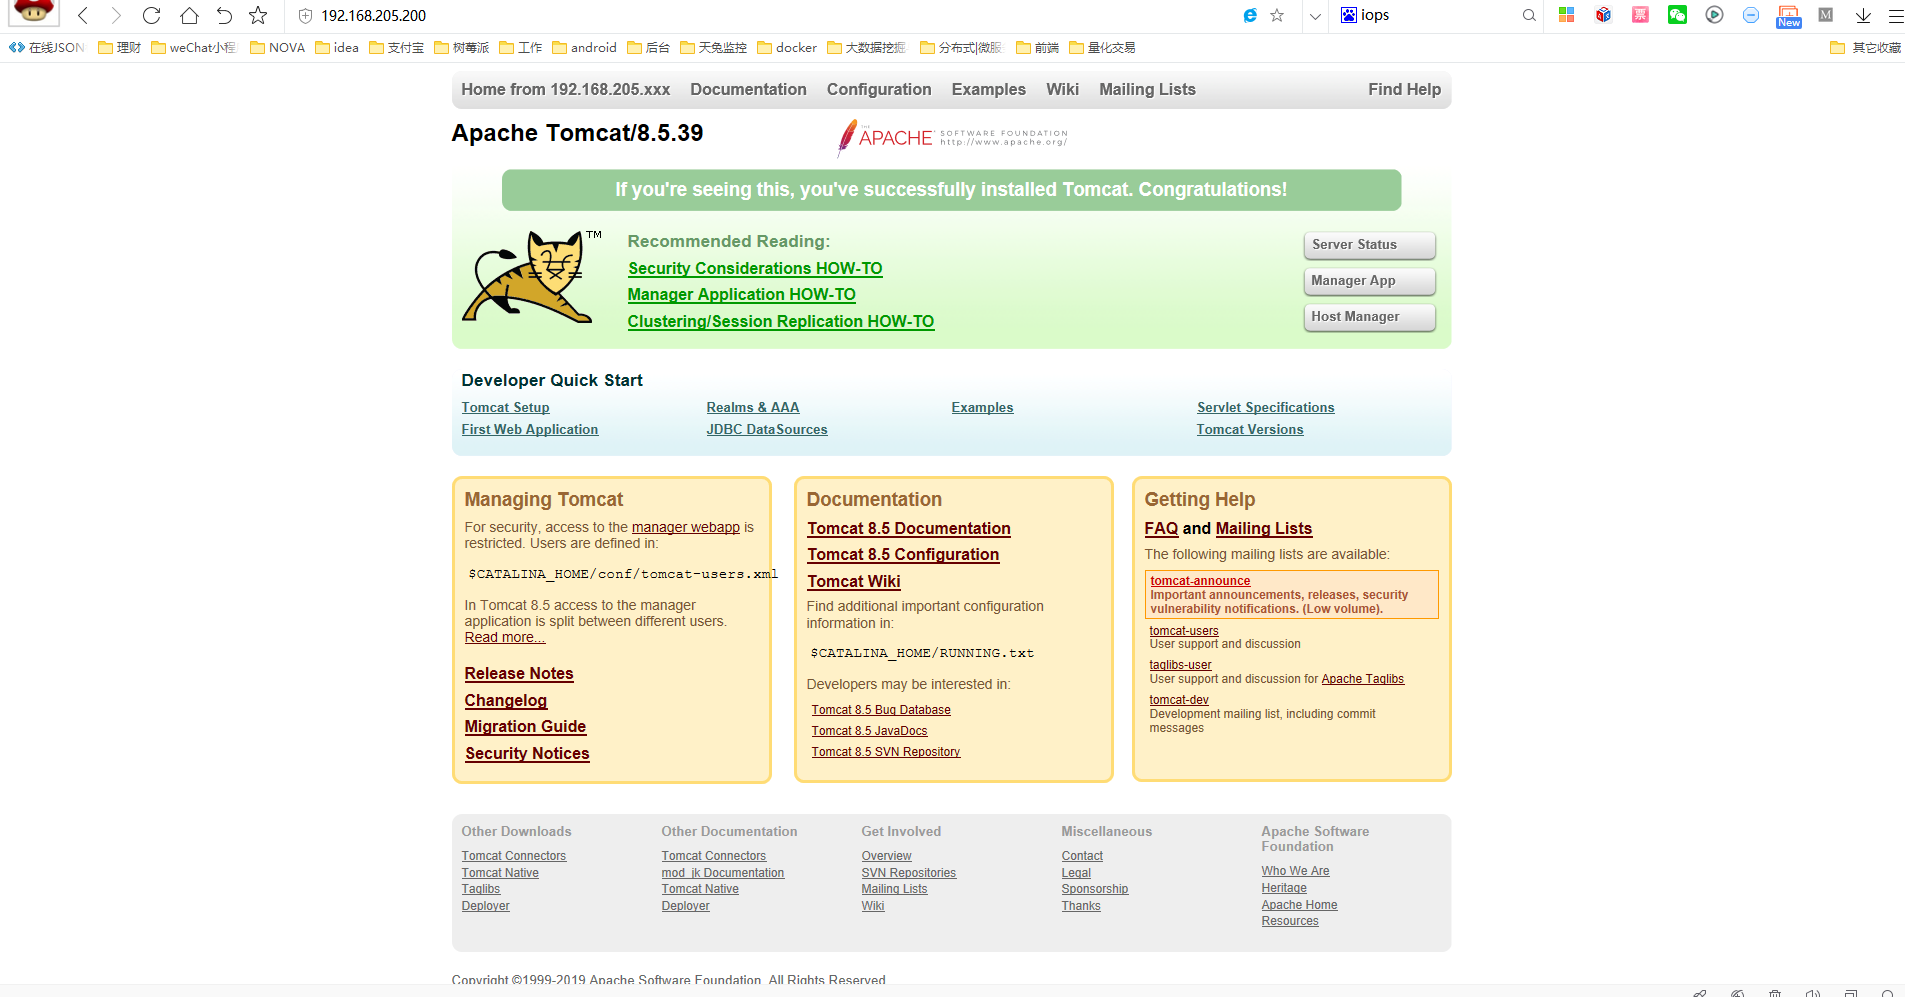 192.168.205.200
iops
New
M
在线JSON
理财
weChat小程
NOVA
idea
支付宝
树莓派
工作
android
后台
天兔监控
docker
大数据挖掘
分布式|微服
前端
量化交易
其它收藏
Home from 192.168.205.xxx Documentation Configuration Examples Wiki Mailing Lists Find Help
Apache Tomcat/8.5.39
THE
APACHE SOFTWARE FOUNDATION
http://www.apache.org/
If you're seeing this, you've successfully installed Tomcat. Congratulations!
TM
Recommended Reading:
Security Considerations HOW-TO
Manager Application HOW-TO
Clustering/Session Replication HOW-TO
Server Status
Manager App
Host Manager
Developer Quick Start
Tomcat Setup
First Web Application
Realms & AAA
JDBC DataSources
Examples
Servlet Specifications
Tomcat Versions
Managing Tomcat
For security, access to the manager webapp is
restricted. Users are defined in:
$CATALINA_HOME/conf/tomcat-users.xml
In Tomcat 8.5 access to the manager
application is split between different users.
Read more...
Release Notes
Changelog
Migration Guide
Security Notices
Documentation
Tomcat 8.5 Documentation
Tomcat 8.5 Configuration
Tomcat Wiki
Find additional important configuration
information in:
$CATALINA_HOME/RUNNING.txt
Developers may be interested in:
Tomcat 8.5 Bug Database
Tomcat 8.5 JavaDocs
Tomcat 8.5 SVN Repository
Getting Help
FAQ and Mailing Lists
The following mailing lists are available:
tomcat-announce
Important announcements, releases, security
vulnerability notifications. (Low volume).
tomcat-users
User support and discussion
taglibs-user
User support and discussion for Apache Taglibs
tomcat-dev
Development mailing list, including commit
messages
Other Downloads
Tomcat Connectors
Tomcat Native
Taglibs
Deployer
Other Documentation
Tomcat Connectors
mod_jk Documentation
Tomcat Native
Deployer
Get Involved
Overview
SVN Repositories
Mailing Lists
Wiki
Miscellaneous
Contact
Legal
Sponsorship
Thanks
Apache Software
Foundation
Who We Are
Heritage
Apache Home
Resources
Copyright ©1999-2019 Apache Software Foundation. All Rights Reserved